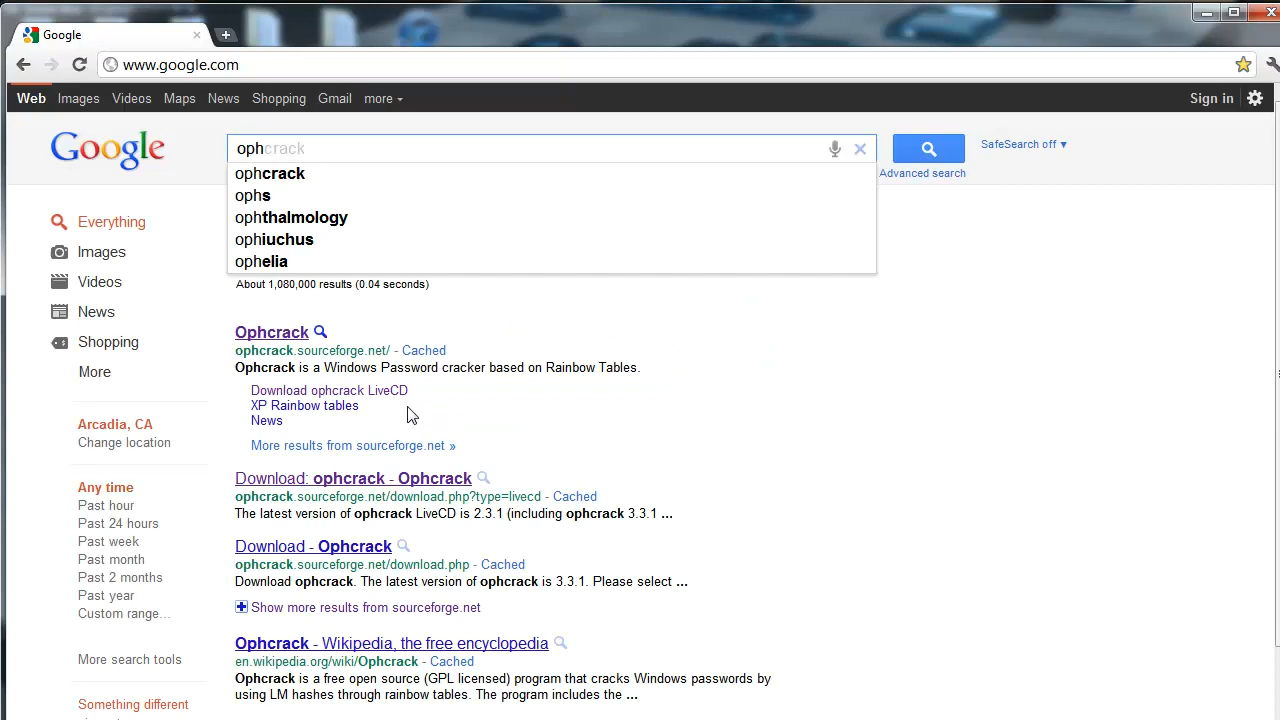 Google
www.google.com
Web Images Videos Maps News Shopping Gmail more Sign in
Google
ophcrack
SafeSearch off
Advanced search
ophcrack
ophs
ophthalmology
ophiuchus
ophelia
About 1,080,000 results (0.04 seconds)
Everything
Images
Videos
News
Shopping
More
Arcadia, CA
Change location
Any time
Past hour
Past 24 hours
Past week
Past month
Past 2 months
Past year
Custom range...
More search tools
Something different
Ophcrack
ophcrack.sourceforge.net/ - Cached
Ophcrack is a Windows Password cracker based on Rainbow Tables.
Download ophcrack LiveCD
XP Rainbow tables
News
More results from sourceforge.net »
Download: ophcrack - Ophcrack
ophcrack.sourceforge.net/download.php?type=livecd - Cached
The latest version of ophcrack LiveCD is 2.3.1 (including ophcrack 3.3.1 ...
Download - Ophcrack
ophcrack.sourceforge.net/download.php - Cached
Download ophcrack. The latest version of ophcrack is 3.3.1. Please select ...
Show more results from sourceforge.net
Ophcrack - Wikipedia, the free encyclopedia
en.wikipedia.org/wiki/Ophcrack - Cached
Ophcrack is a free open source (GPL licensed) program that cracks Windows passwords by
using LM hashes through rainbow tables. The program includes the ...